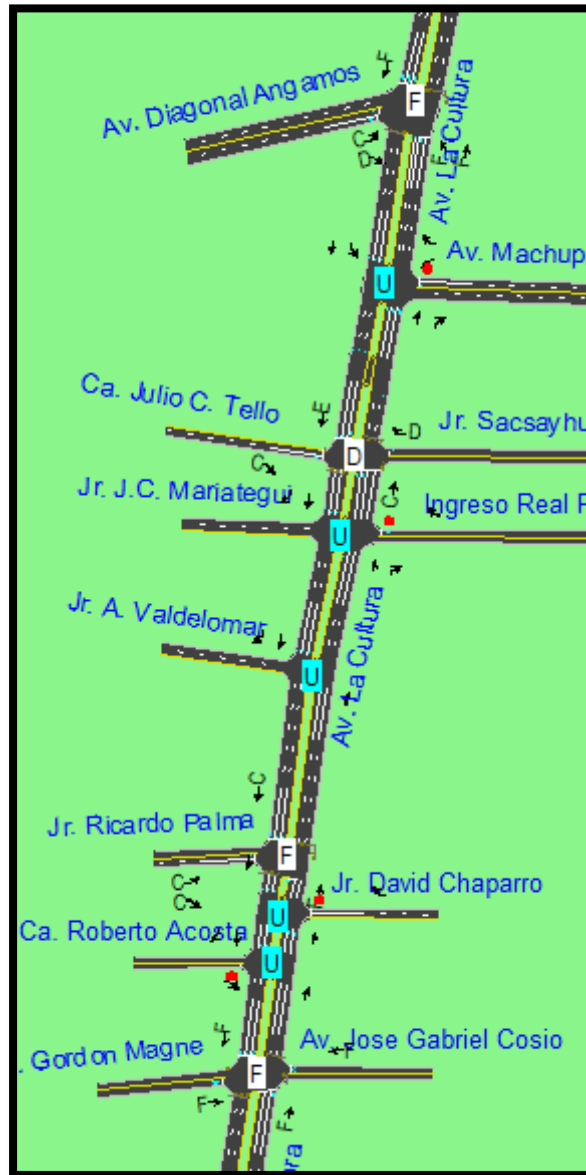 Av. Diagonal Angamos
F
Av. La Cultura
C
D
Av. Machup
U
Ca. Julio C. Tello
E
D
D
Jr. Sacsayhu
C
C
Jr. J.C. Mariategui
U
Ingreso Real P
Jr. A. Valdelomar
U
Av. La Cultura
C
Jr. Ricardo Palma
F
C
C
Jr. David Chaparro
U
Ca. Roberto Acosta
U
F
. Gordon Magne
F
Av. Jose Gabriel Cosio
F
F
F
ura